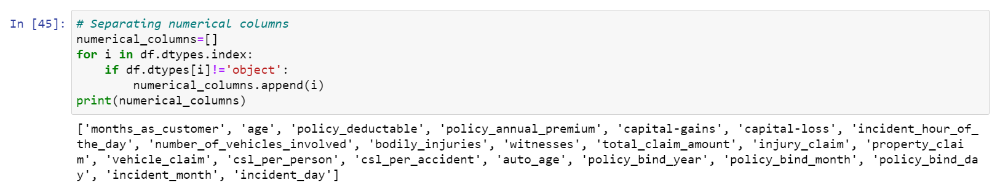 In [45]: # Separating numerical columns
numerical_columns=[]
for i in df.dtypes.index:
    if df.dtypes[i]!='object':
        numerical_columns.append(i)
print(numerical_columns)
['months_as_customer', 'age', 'policy_deductable', 'policy_annual_premium', 'capital-gains', 'capital-loss', 'incident_hour_of_
the_day', 'number_of_vehicles_involved', 'bodily_injuries', 'witnesses', 'total_claim_amount', 'injury_claim', 'property_clai
m', 'vehicle_claim', 'csl_per_person', 'csl_per_accident', 'auto_age', 'policy_bind_year', 'policy_bind_month', 'policy_bind_da
y', 'incident_month', 'incident_day']